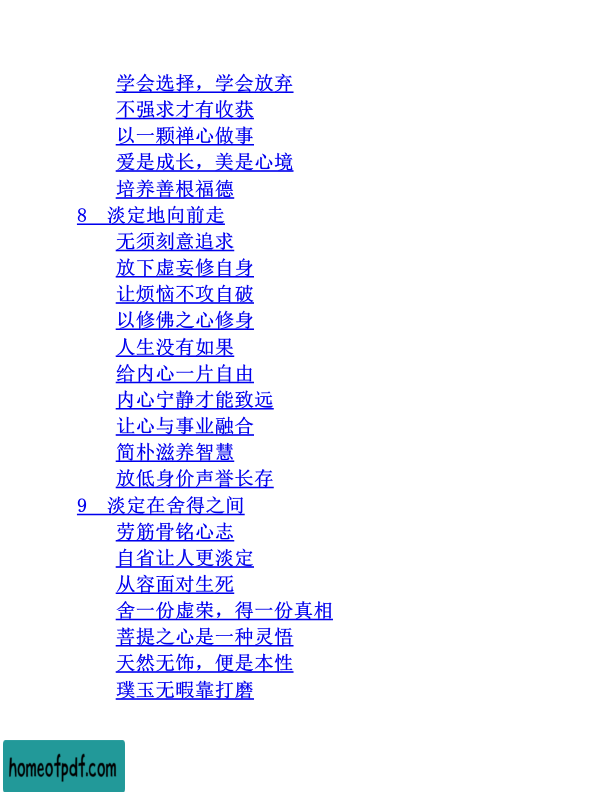 学会选择，学会放弃
不强求才有收获
以一颗禅心做事
爱是成长，美是心境
培养善根福德
8　淡定地向前走
无须刻意追求
放下虚妄修自身
让烦恼不攻自破
以修佛之心修身
人生没有如果
给内心一片自由
内心宁静才能致远
让心与事业融合
简朴滋养智慧
放低身价声誉长存
9　淡定在舍得之间
劳筋骨铭心志
自省让人更淡定
从容面对生死
舍一份虚荣，得一份真相
菩提之心是一种灵悟
天然无饰，便是本性
璞玉无暇靠打磨
homeofpdf.com